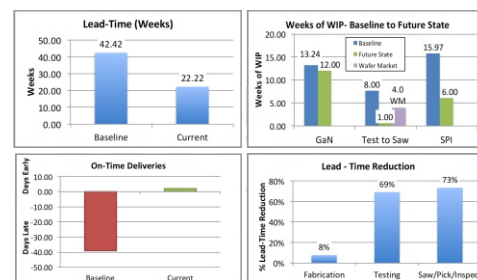 Lead-Time (Weeks)
50.00
40.00
30.00
20.00
10.00
0.00
Weeks
42.42
22.22
Baseline
Current
Weeks of WIP- Baseline to Future State
20.00
15.00
10.00
5.00
0.00
Weeks of WIP
Baseline
Future State
Wafer Market
13.24
12.00
8.00
1.00
4.0
WM
15.97
6.00
GaN
Test to Saw
SPI
On-Time Deliveries
10.00
0.00
-10.00
-20.00
-30.00
-40.00
-50.00
Days Late
Days Early
Baseline
Current
Lead - Time Reduction
80%
60%
40%
20%
0%
% Lead-Time Reduction
8%
69%
73%
Fabrication
Testing
Saw/Pick/Inspec